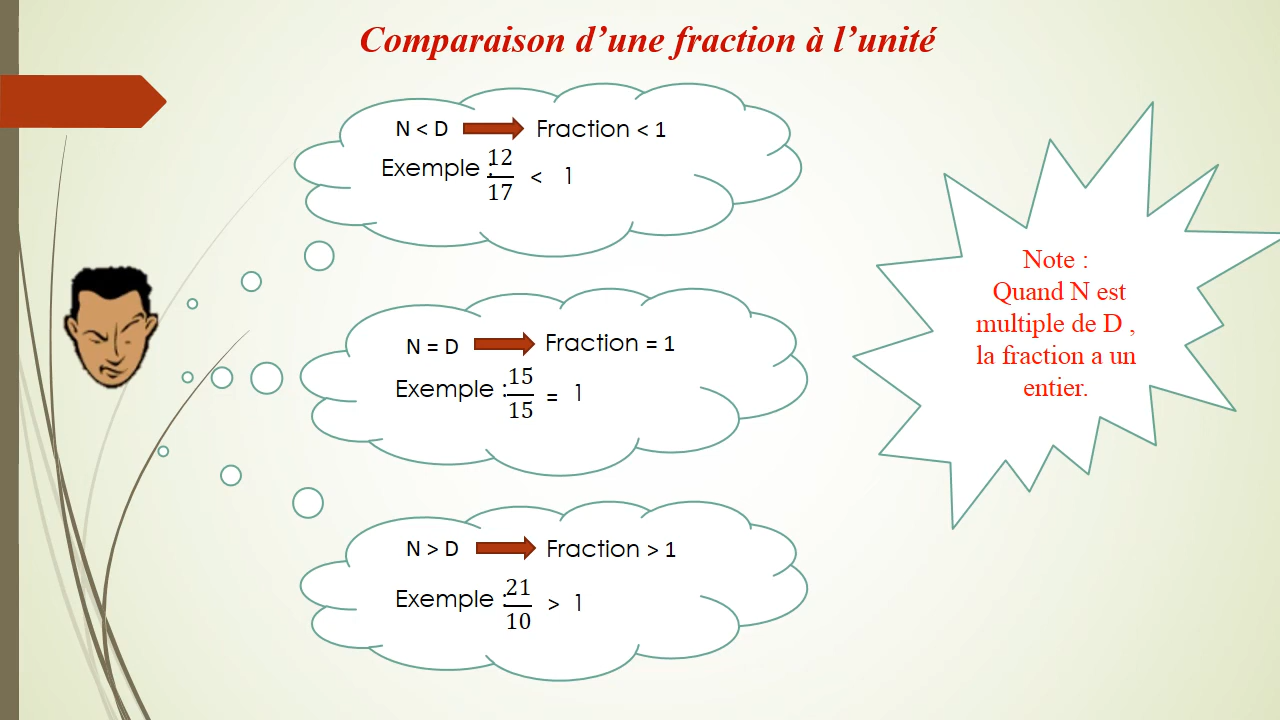 Comparaison d’une fraction à l’unité
N < D Fraction < 1
Exemple : 12/17 < 1
N = D Fraction = 1
Exemple : 15/15 = 1
N > D Fraction > 1
Exemple : 21/10 > 1
Note :
Quand N est
multiple de D ,
la fraction a un
entier.